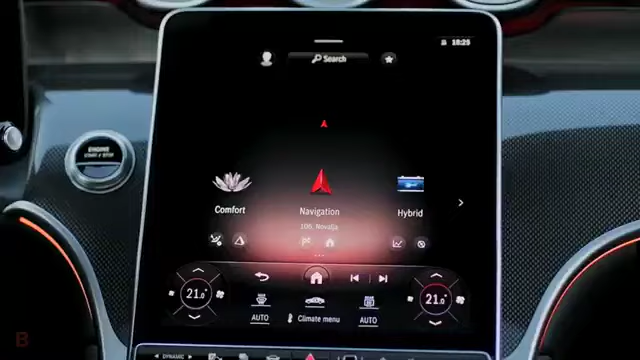 18:25
Search
ENGINE
START / STOP
Comfort
Navigation
Hybrid
109, Novalja
21.0
21.0
AUTO
Climate menu
AUTO
DYNAMIC
B